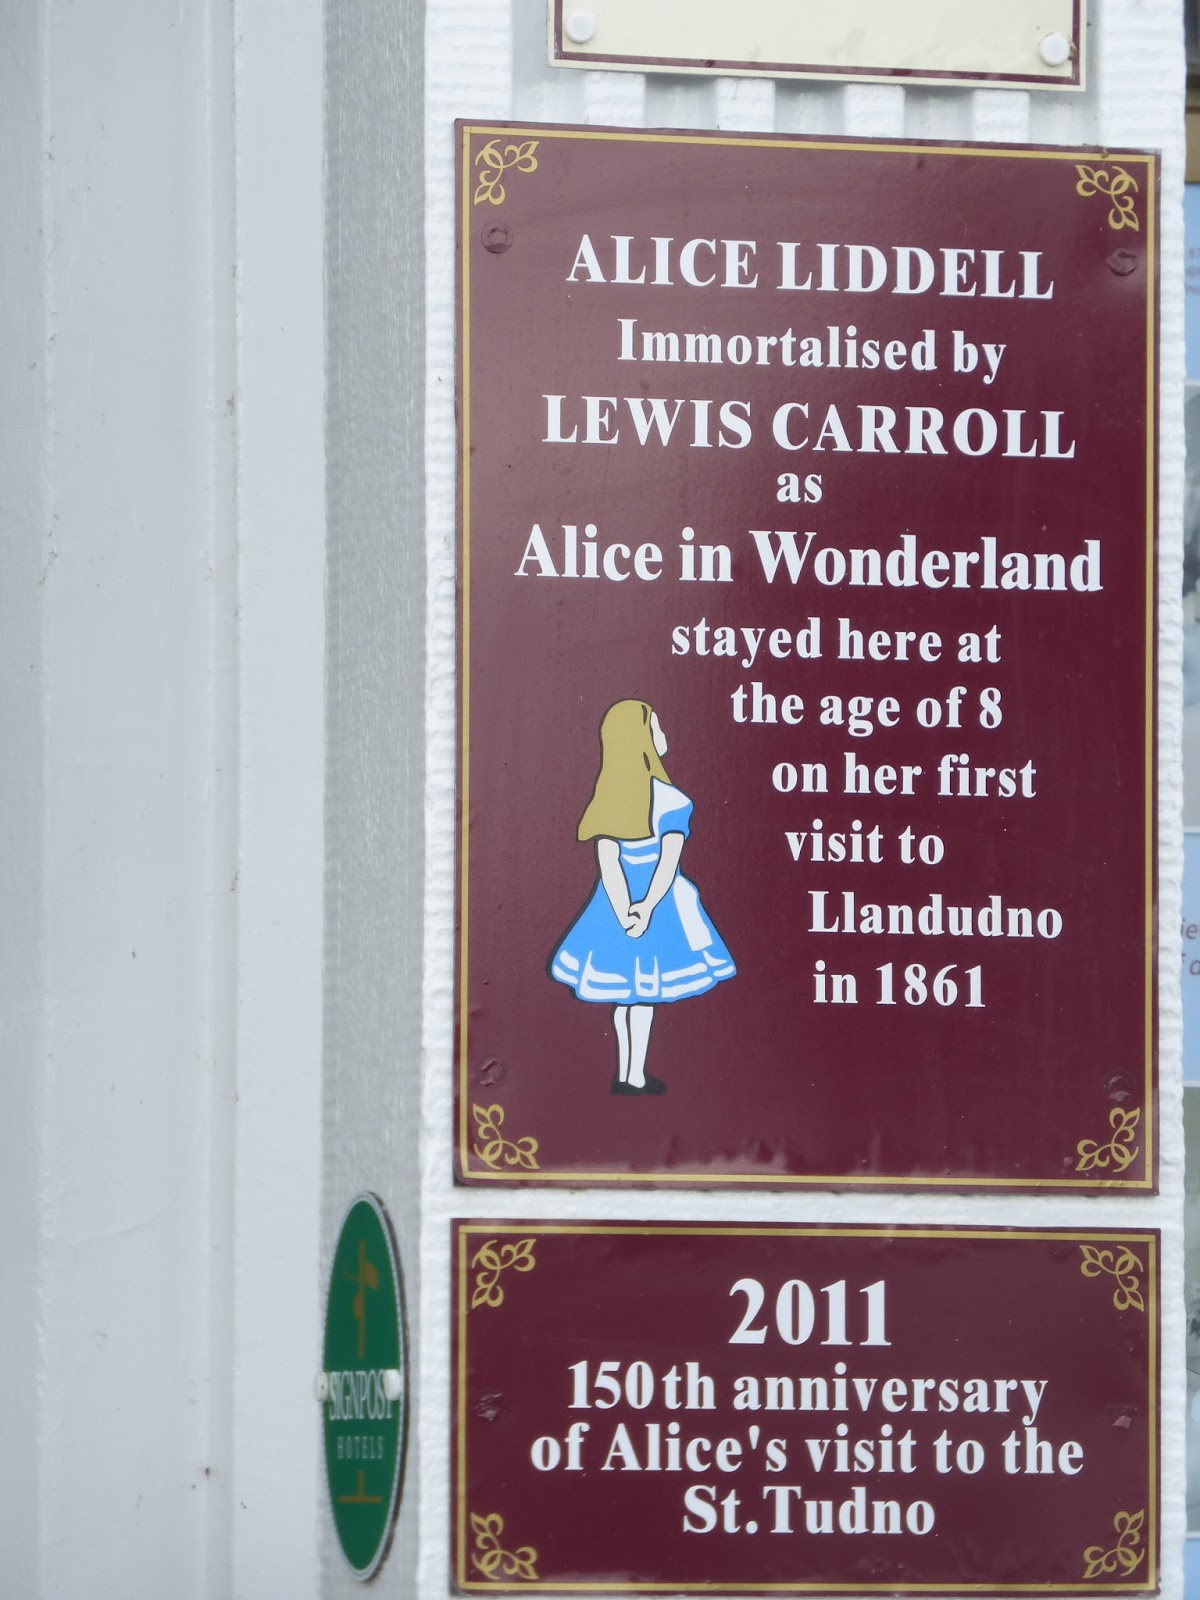 ALICE LIDDELL
Immortalised by
LEWIS CARROLL
as
Alice in Wonderland
stayed here at
the age of 8
on her first
visit to
Llandudno
in 1861
2011
150th anniversary
of Alice's visit to the
St. Tudno
SIGNPOST
HOTELS